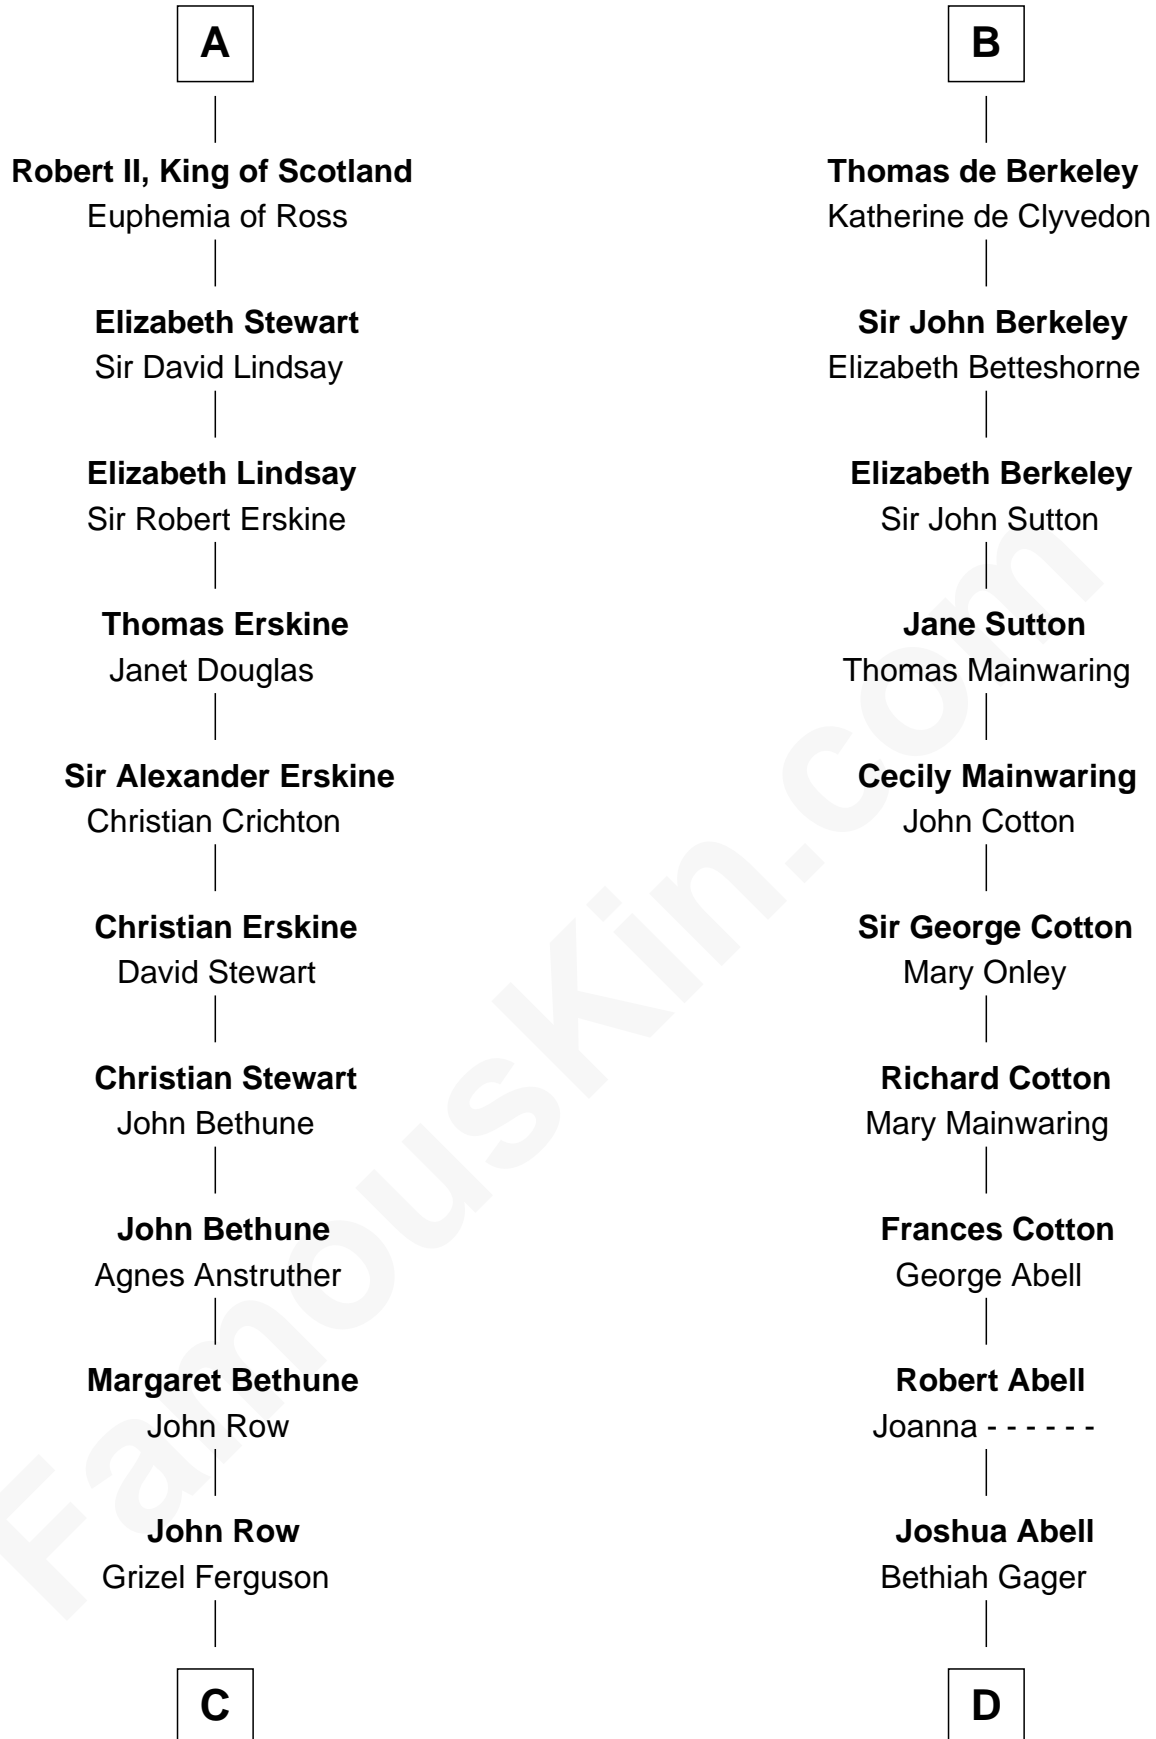 A
Robert II, King of Scotland
Euphemia of Ross
Elizabeth Stewart
Sir David Lindsay
Elizabeth Lindsay
Sir Robert Erskine
Thomas Erskine
Janet Douglas
Sir Alexander Erskine
Christian Crichton
Christian Erskine
David Stewart
Christian Stewart
John Bethune
John Bethune
Agnes Anstruther
Margaret Bethune
John Row
John Row
Grizel Ferguson
C
B
Thomas de Berkeley
Katherine de Clyvedon
Sir John Berkeley
Elizabeth Betteshorne
Elizabeth Berkeley
Sir John Sutton
Jane Sutton
Thomas Mainwaring
Cecily Mainwaring
John Cotton
Sir George Cotton
Mary Onley
Richard Cotton
Mary Mainwaring
Frances Cotton
George Abell
Robert Abell
Joanna - - - - - -
Joshua Abell
Bethiah Gager
D
FamousKin.com